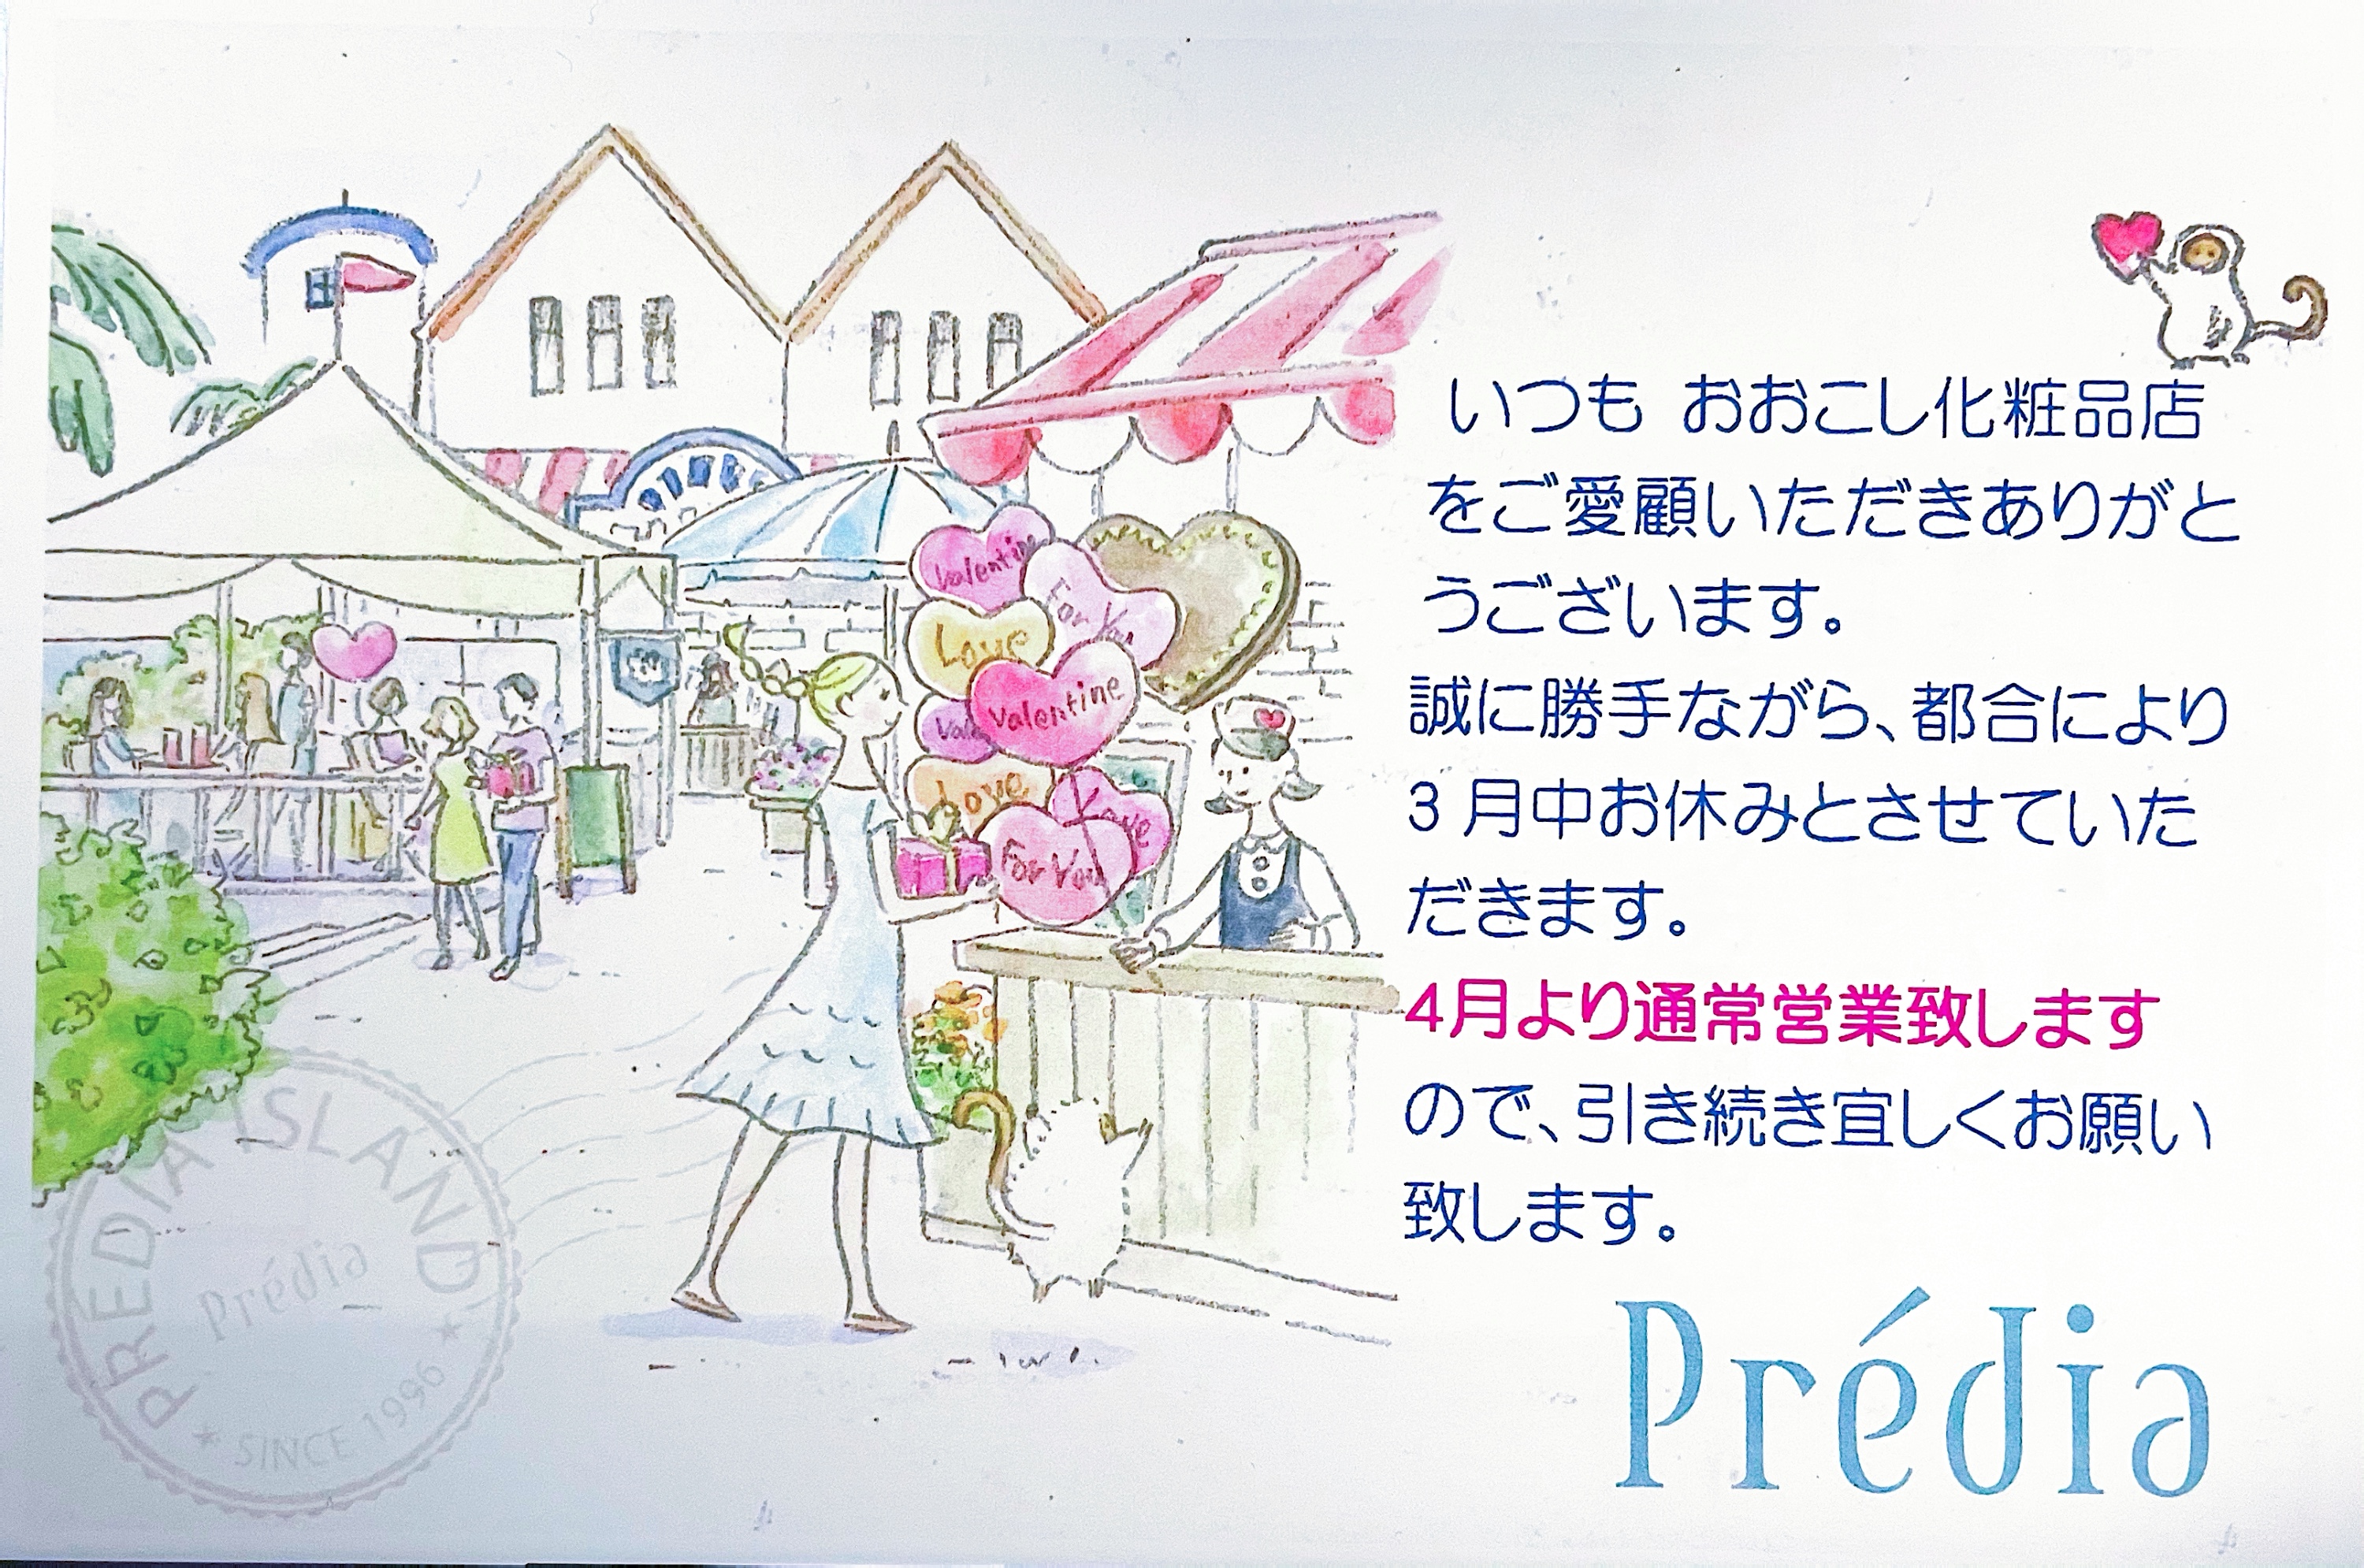 いつも おおこし化粧品店
をご愛顧いただきありがと
うございます。
誠に勝手ながら、都合により
3月中お休みとさせていた
だきます。
4月より通常営業致します
ので、引き続き宜しくお願い
致します。
Prédia
Valentine
For You
Love
Valentine
Love
Love
For You
PREDIA ISLAND
Prédia
★ SINCE 1996 ★